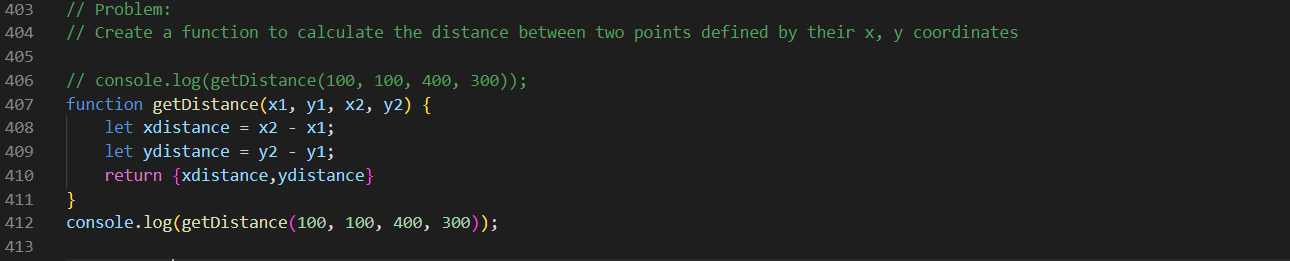 403 // Problem:
404 // Create a function to calculate the distance between two points defined by their x, y coordinates
405
406 // console.log(getDistance(100, 100, 400, 300));
407 function getDistance(x1, y1, x2, y2) {
408     let xdistance = x2 - x1;
409     let ydistance = y2 - y1;
410     return {xdistance,ydistance}
411 }
412 console.log(getDistance(100, 100, 400, 300));
413